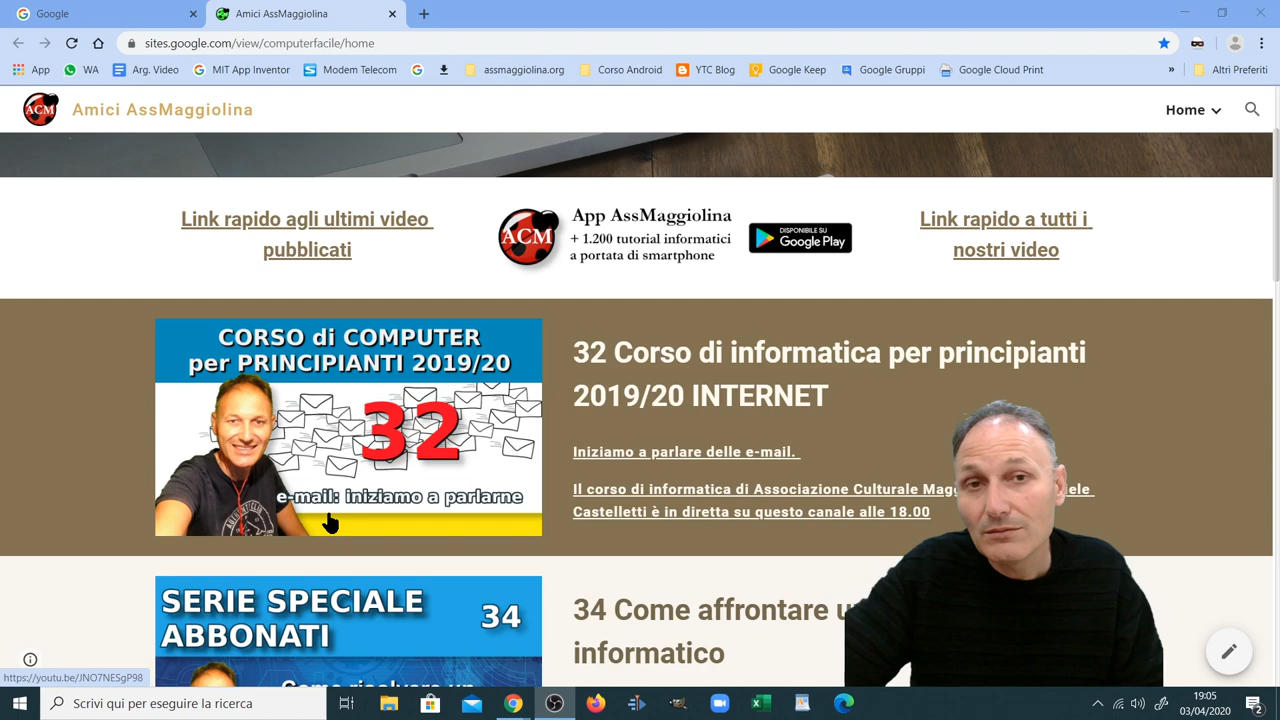 Google
Amici AssMaggiolina
sites.google.com/view/computerfacile/home
App
WA
Arg. Video
MIT App Inventor
Modem Telecom
assmaggiolina.org
Corso Android
YTC Blog
Google Keep
Google Gruppi
Google Cloud Print
»
Altri Preferiti
ACM
Amici AssMaggiolina
Home
Link rapido agli ultimi video
pubblicati
ACM
App AssMaggiolina
+ 1.200 tutorial informatici
a portata di smartphone
DISPONIBILE SU
Google Play
Link rapido a tutti i
nostri video
CORSO di COMPUTER
per PRINCIPIANTI 2019/20
32
e-mail: iniziamo a parlarne
32 Corso di informatica per principianti
2019/20 INTERNET
Iniziamo a parlare delle e-mail.
Il corso di informatica di Associazione Culturale
Castelletti è in diretta su questo canale alle 18.00
SERIE SPECIALE
ABBONATI
34
34 Come affrontare
informatico
https://youtu.be/JNO7NESgP98
Scrivi qui per eseguire la ricerca
19:05
03/04/2020
2